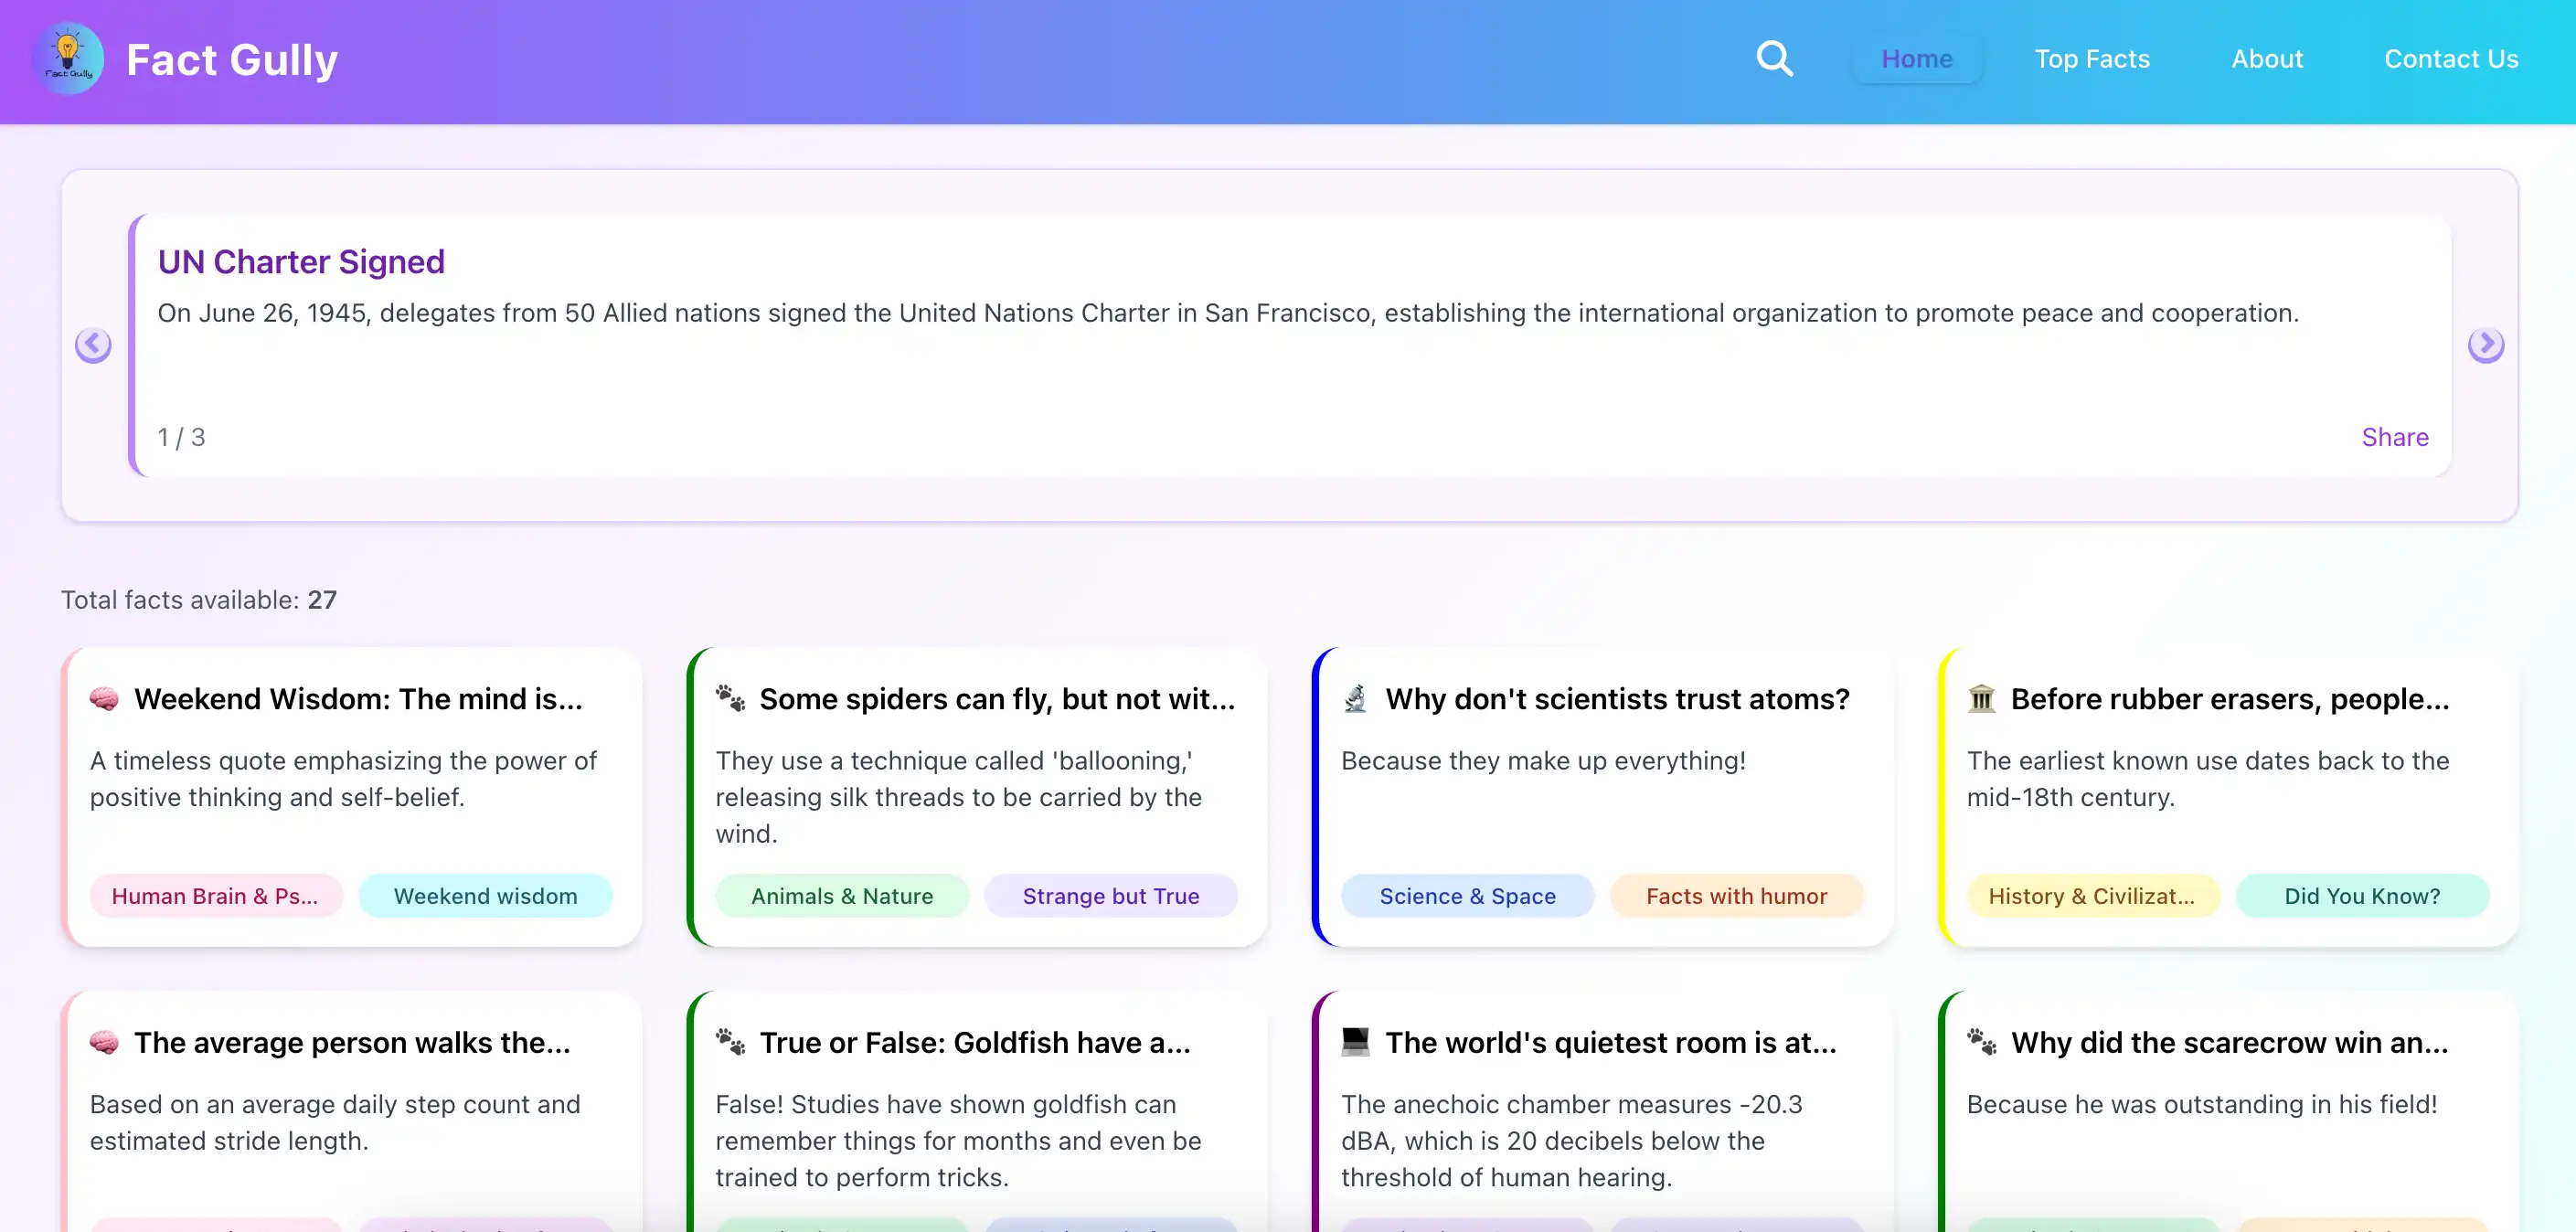 Fact Gully
Fact Gully
Home
Top Facts
About
Contact Us
UN Charter Signed
On June 26, 1945, delegates from 50 Allied nations signed the United Nations Charter in San Francisco, establishing the international organization to promote peace and cooperation.
1 / 3
Share
Total facts available: 27
Weekend Wisdom: The mind is...
A timeless quote emphasizing the power of
positive thinking and self-belief.
Human Brain & Ps...
Weekend wisdom
Some spiders can fly, but not wit...
They use a technique called 'ballooning,'
releasing silk threads to be carried by the
wind.
Animals & Nature
Strange but True
Why don't scientists trust atoms?
Because they make up everything!
Science & Space
Facts with humor
Before rubber erasers, people...
The earliest known use dates back to the
mid-18th century.
History & Civilizat...
Did You Know?
The average person walks the...
Based on an average daily step count and
estimated stride length.
True or False: Goldfish have a...
False! Studies have shown goldfish can
remember things for months and even be
trained to perform tricks.
The world's quietest room is at...
The anechoic chamber measures -20.3
dBA, which is 20 decibels below the
threshold of human hearing.
Why did the scarecrow win an...
Because he was outstanding in his field!